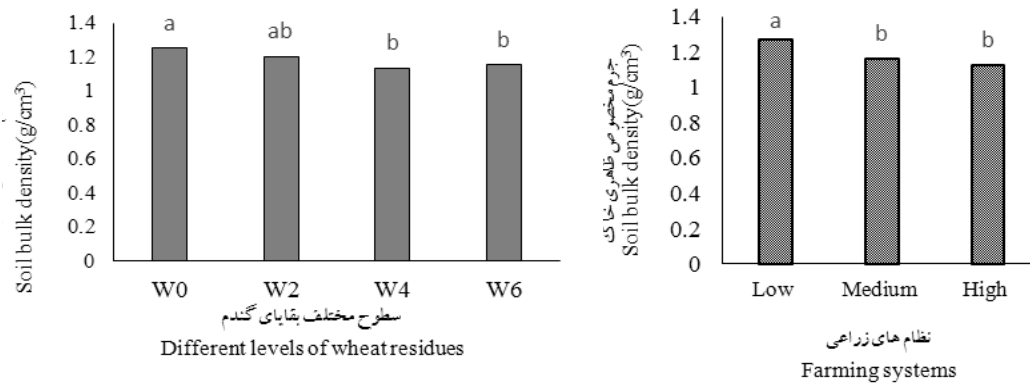 Soil bulk density(g/cm³)
1.4
1.2
1
0.8
0.6
0.4
0.2
0
a
ab
b
b
W0
W2
W4
W6
سطوح مختلف بقایای گندم
Different levels of wheat residues
جرم مخصوص ظاهری خاک
Soil bulk density(g/cm³)
1.4
1.2
1
0.8
0.6
0.4
0.2
0
a
b
b
Low
Medium
High
نظام های زراعی
Farming systems